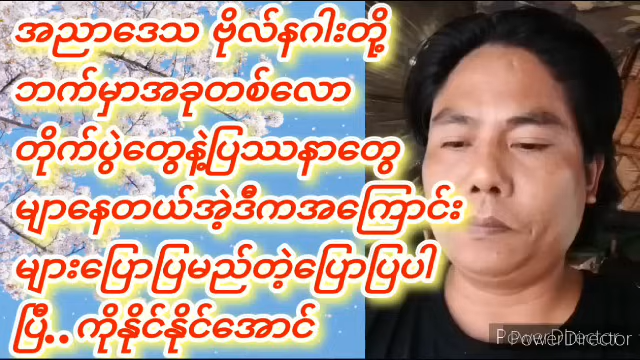 အညာဒေသ ဗိုလ်နဂါးတို့
ဘက်မှာအခုတစ်လော
တိုက်ပွဲတွေနဲ့ပြဿနာတွေ
မျာနေတယ်အဲ့ဒီကအကြောင်း
များပြောပြမည်တဲ့ပြောပြပါ
ပြီ..ကိုနိုင်နိုင်အောင်
PowerDirector